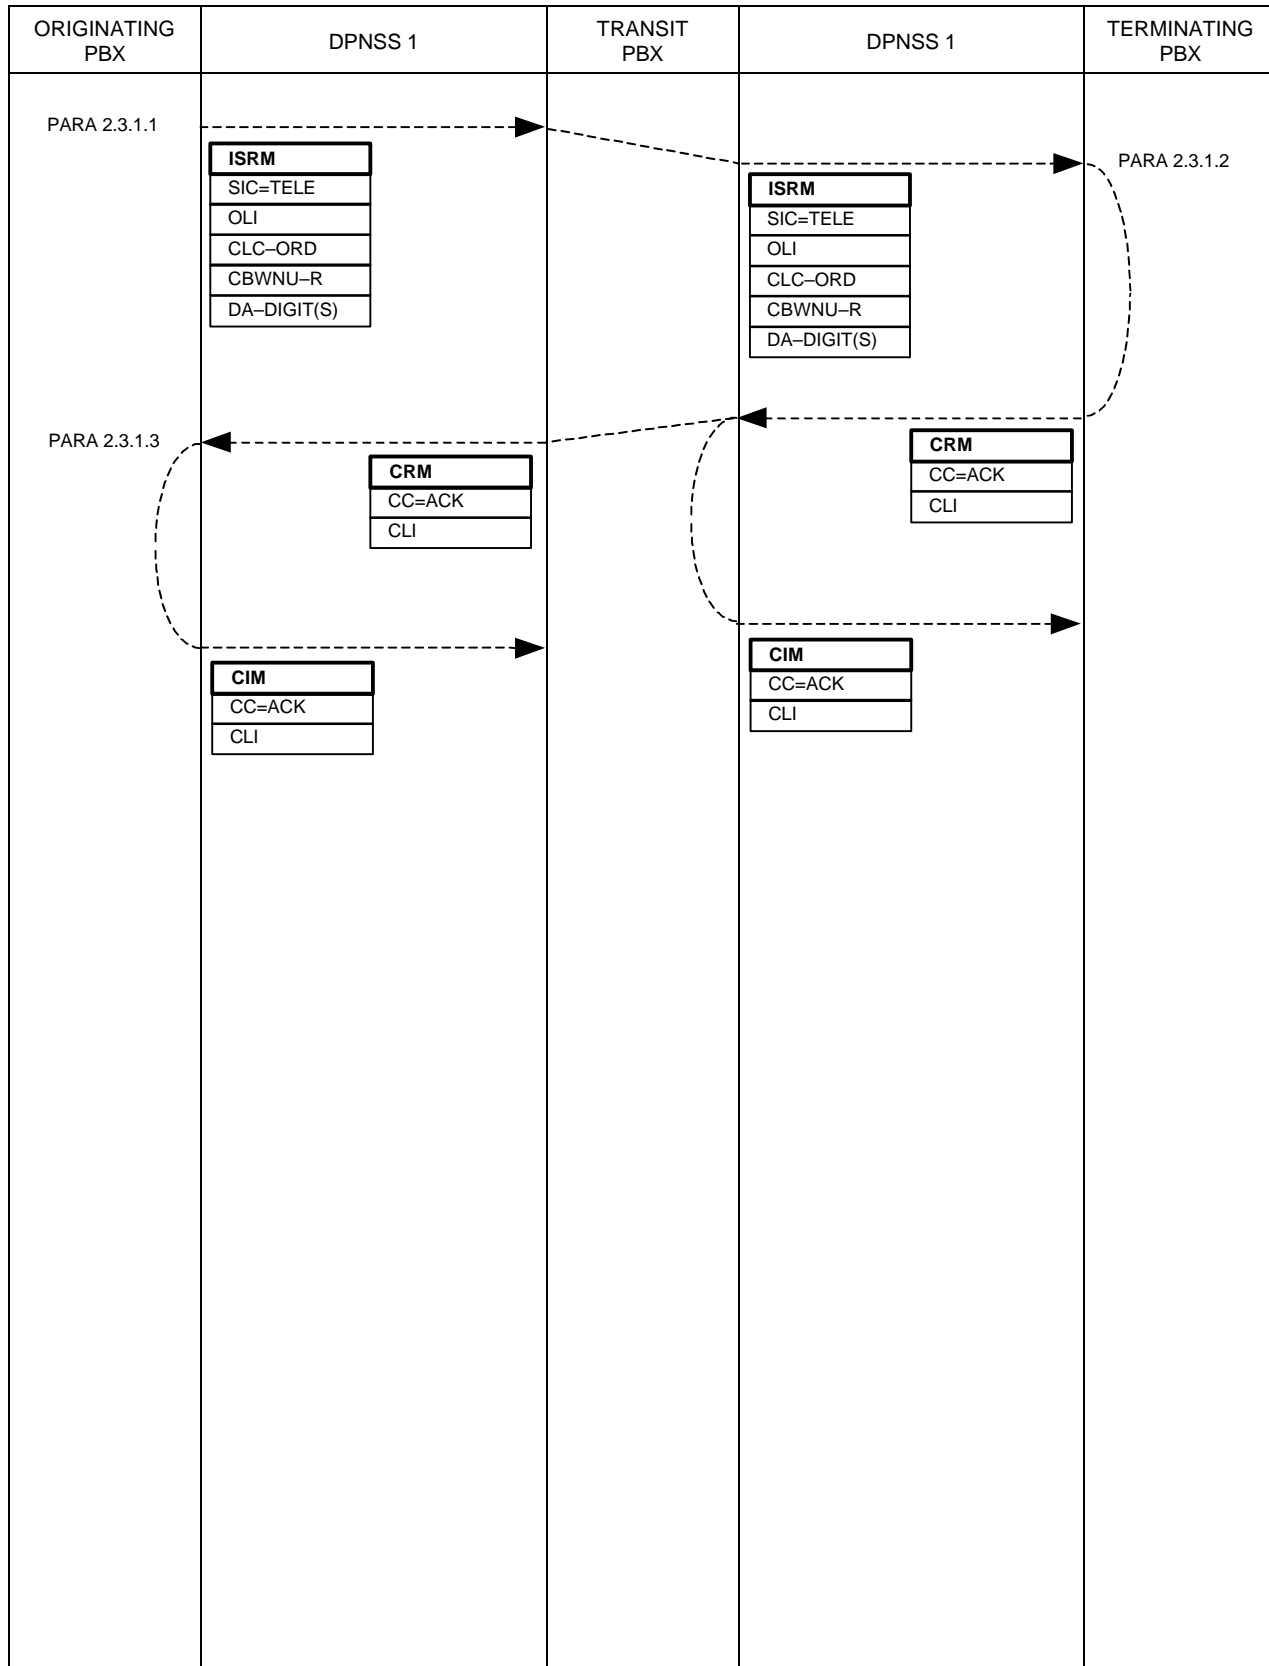 ORIGINATING
PBX
DPNSS 1
TRANSIT
PBX
DPNSS 1
TERMINATING
PBX
PARA 2.3.1.1
ISRM
SIC=TELE
OLI
CLC–ORD
CBWNU–R
DA–DIGIT(S)
PARA 2.3.1.2
ISRM
SIC=TELE
OLI
CLC–ORD
CBWNU–R
DA–DIGIT(S)
PARA 2.3.1.3
CRM
CC=ACK
CLI
CRM
CC=ACK
CLI
CIM
CC=ACK
CLI
CIM
CC=ACK
CLI